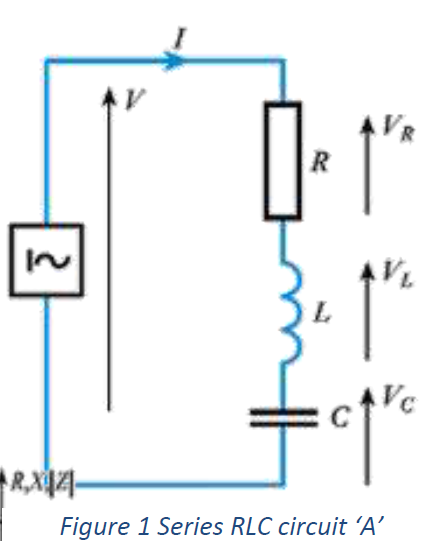 I
V
V_R
R
V_L
L
V_C
C
R,X,|Z|
Figure 1 Series RLC circuit ‘A’